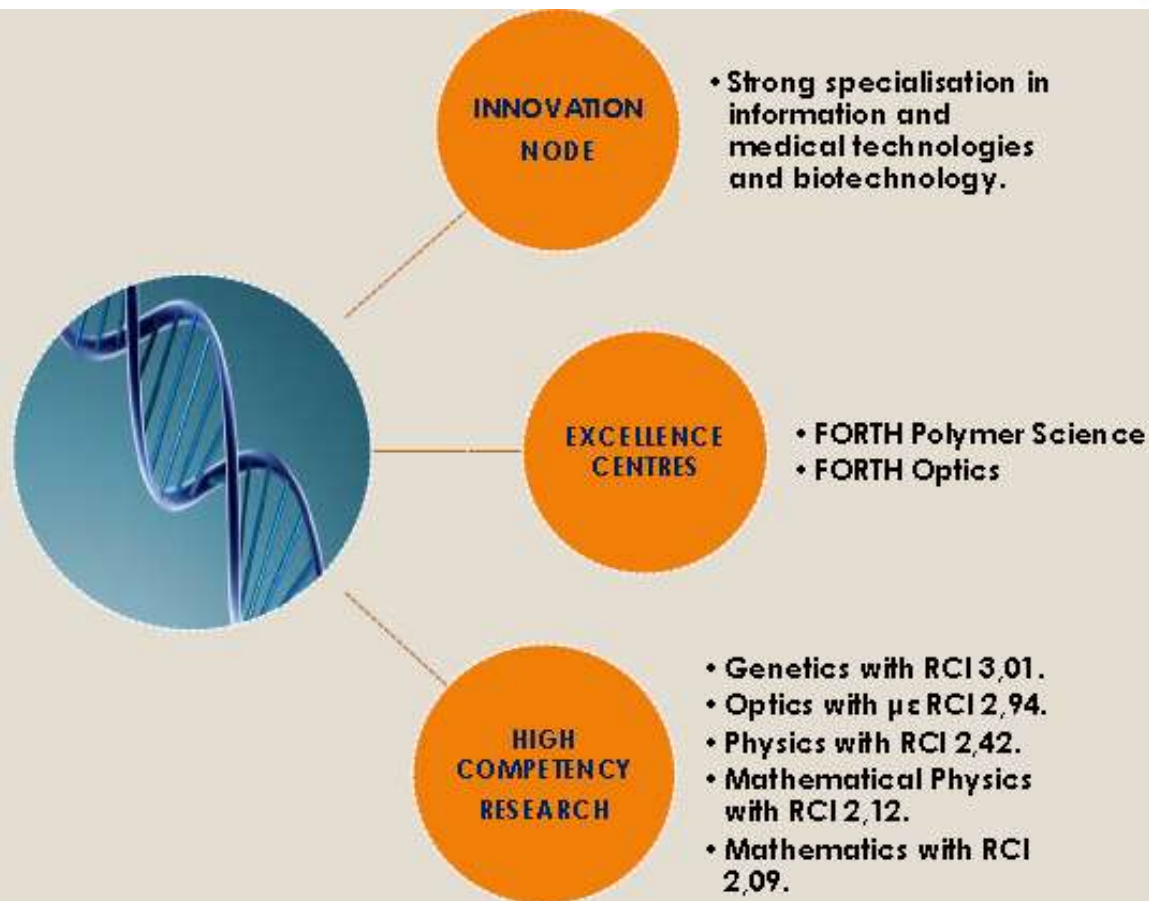 INNOVATION
NODE
• Strong specialisation in
information and
medical technologies
and biotechnology.
EXCELLENCE
CENTRES
• FORTH Polymer Science
• FORTH Optics
HIGH
COMPETENCY
RESEARCH
• Genetics with RCI 3,01.
• Optics with με RCI 2,94.
• Physics with RCI 2,42.
• Mathematical Physics
with RCI 2,12.
• Mathematics with RCI
2,09.